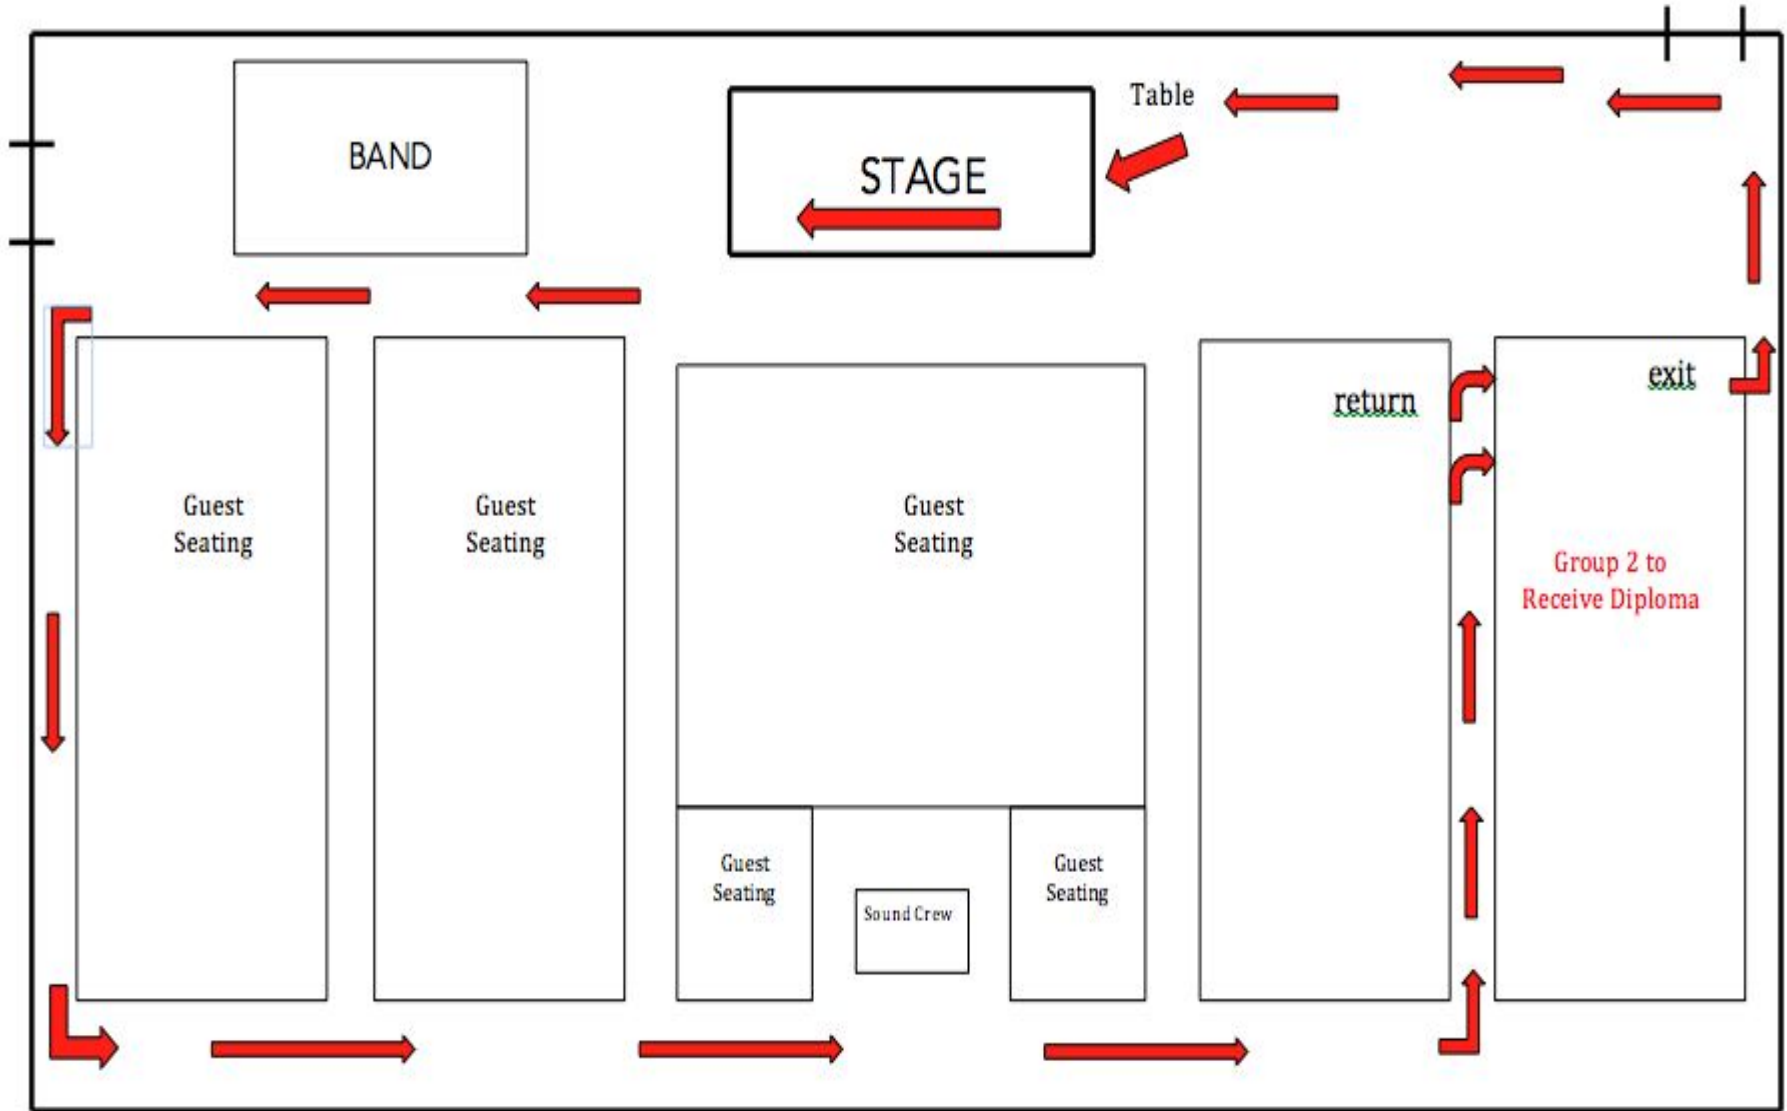 Table
BAND
STAGE
exit
return
Guest
Seating
Guest
Seating
Guest
Seating
Group 2 to
Receive Diploma
Guest
Seating
Guest
Seating
Sound Crew